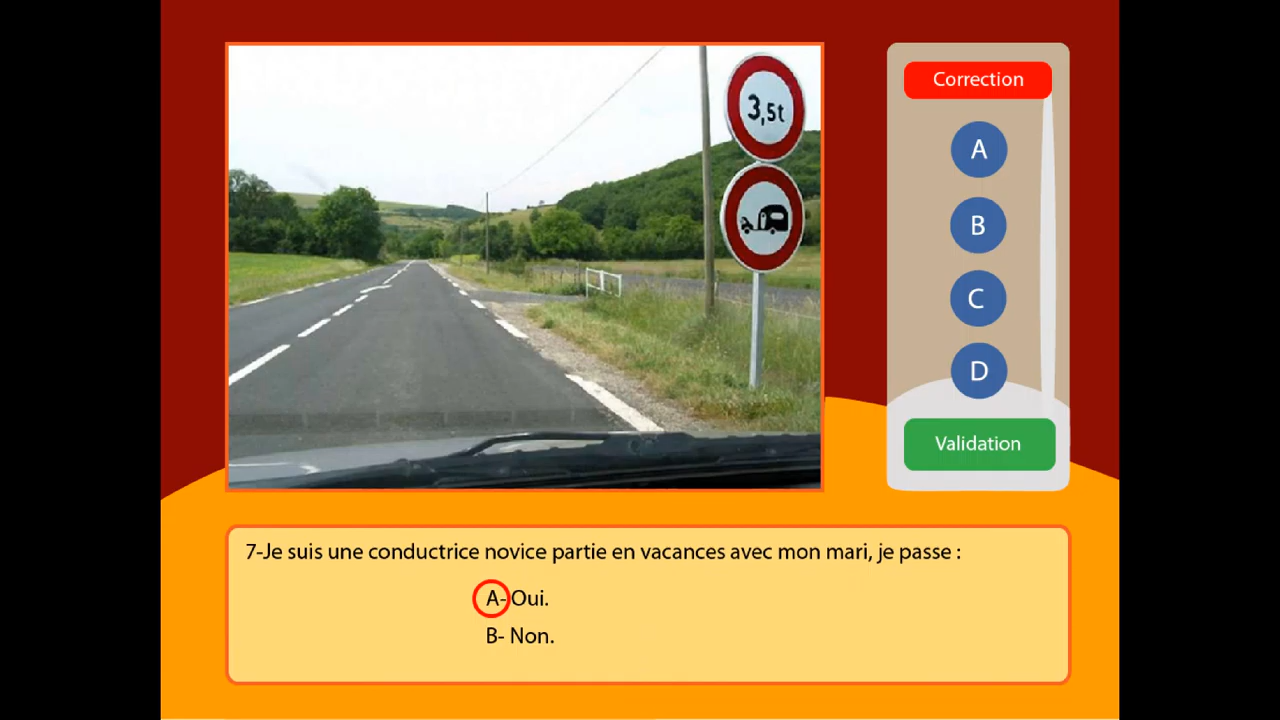 3,5t
Correction
A
B
C
D
Validation
7-Je suis une conductrice novice partie en vacances avec mon mari, je passe :
A- Oui.
B- Non.